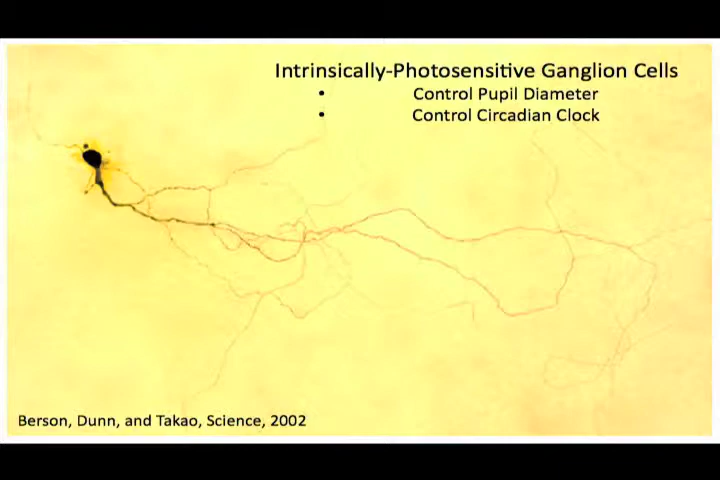 Intrinsically-Photosensitive Ganglion Cells
• Control Pupil Diameter
• Control Circadian Clock
Berson, Dunn, and Takao, Science, 2002